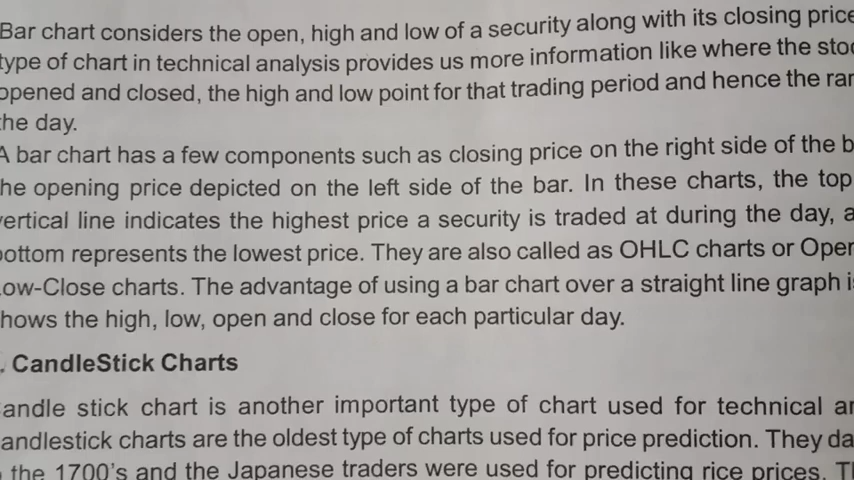 Bar chart considers the open, high and low of a security along with its closing price
type of chart in technical analysis provides us more information like where the
opened and closed, the high and low point for that trading period and hence the
the day.
A bar chart has a few components such as closing price on the right side of the
he opening price depicted on the left side of the bar. In these charts, the top
vertical line indicates the highest price a security is traded at during the day,
bottom represents the lowest price. They are also called as OHLC charts or
ow-Close charts. The advantage of using a bar chart over a straight line graph
hows the high, low, open and close for each particular day.
. CandleStick Charts
andle stick chart is another important type of chart used for technical
andlestick charts are the oldest type of charts used for price prediction. They
the 1700's and the Japanese traders were used for predicting rice prices.